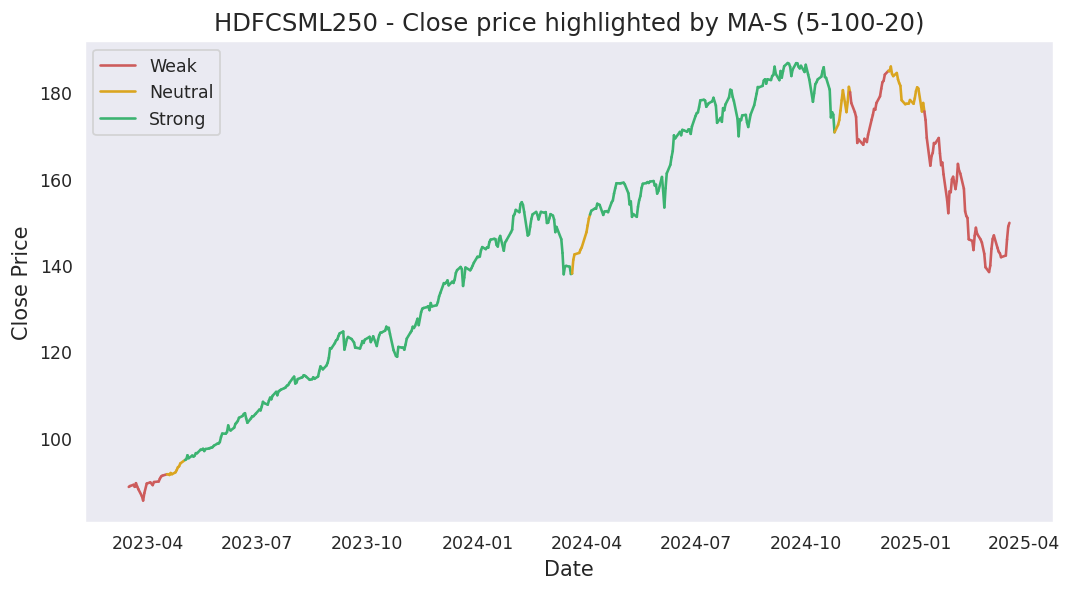 HDFCSML250 - Close price highlighted by MA-S (5-100-20)
Weak
Neutral
Strong
Close Price
180
160
140
120
100
2023-04 2023-07 2023-10 2024-01 2024-04 2024-07 2024-10 2025-01 2025-04
Date